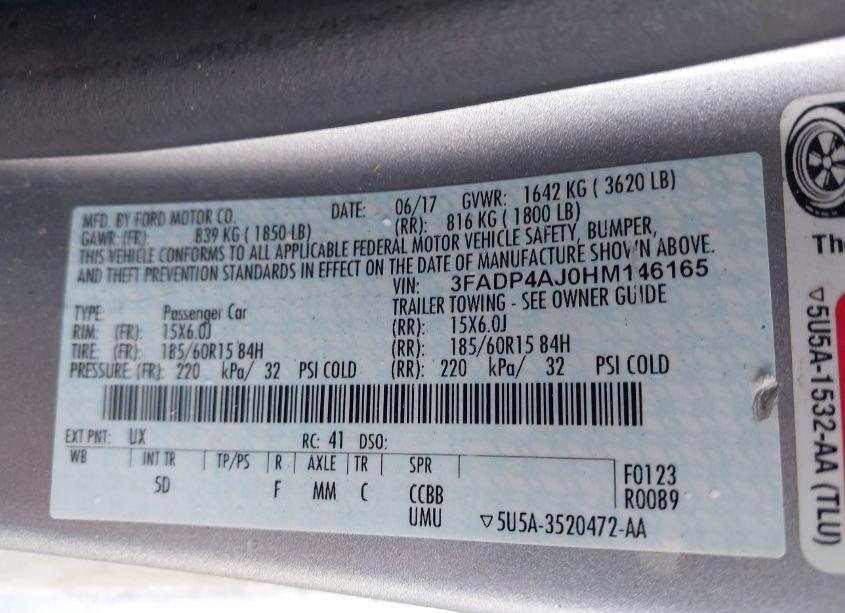 MFD. BY FORD MOTOR CO. DATE: 06/17 GVWR: 1642 KG ( 3620 LB)
GAWR: (FR): 839 KG ( 1850 LB) (RR): 816 KG ( 1800 LB)
THIS VEHICLE CONFORMS TO ALL APPLICABLE FEDERAL MOTOR VEHICLE SAFETY, BUMPER,
AND THEFT PREVENTION STANDARDS IN EFFECT ON THE DATE OF MANUFACTURE SHOWN ABOVE.
VIN: 3FADP4AJ0HM146165
TYPE: Passenger Car TRAILER TOWING - SEE OWNER GUIDE
RIM: (FR): 15X6.0J (RR): 15X6.0J
TIRE: (FR): 185/60R15 84H (RR): 185/60R15 84H
PRESSURE: (FR): 220 kPa/ 32 PSI COLD (RR): 220 kPa/ 32 PSI COLD
EXT PNT: UX RC: 41 DSO:
WB INT TR TP/PS R AXLE TR SPR F0123
5D F MM C CCBB R0089
UMU ▽5U5A-3520472-AA
The
▽5U5A-1532-AA (TLU)